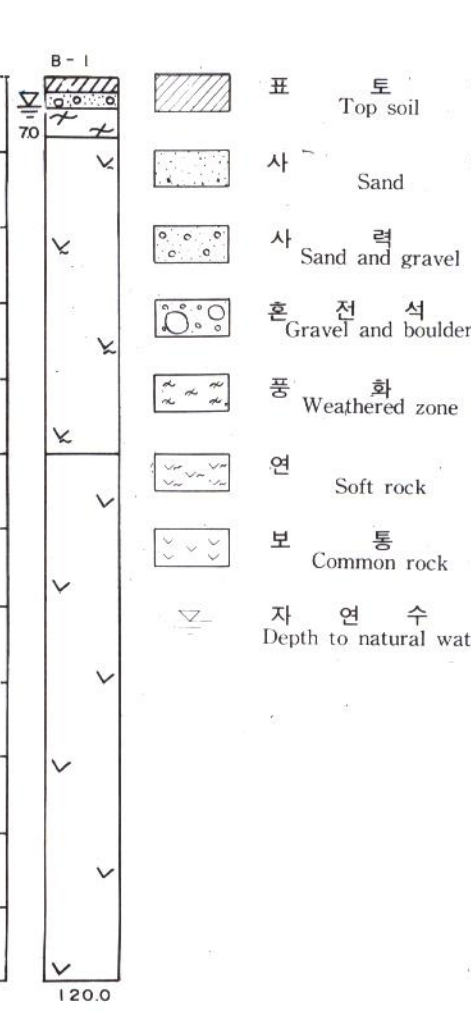 B-1
7.0
120.0
표 토
Top soil
사
Sand
사 력
Sand and gravel
혼 전 석
Gravel and boulder
풍 화
Weathered zone
연
Soft rock
보 통
Common rock
자 연 수
Depth to natural wat